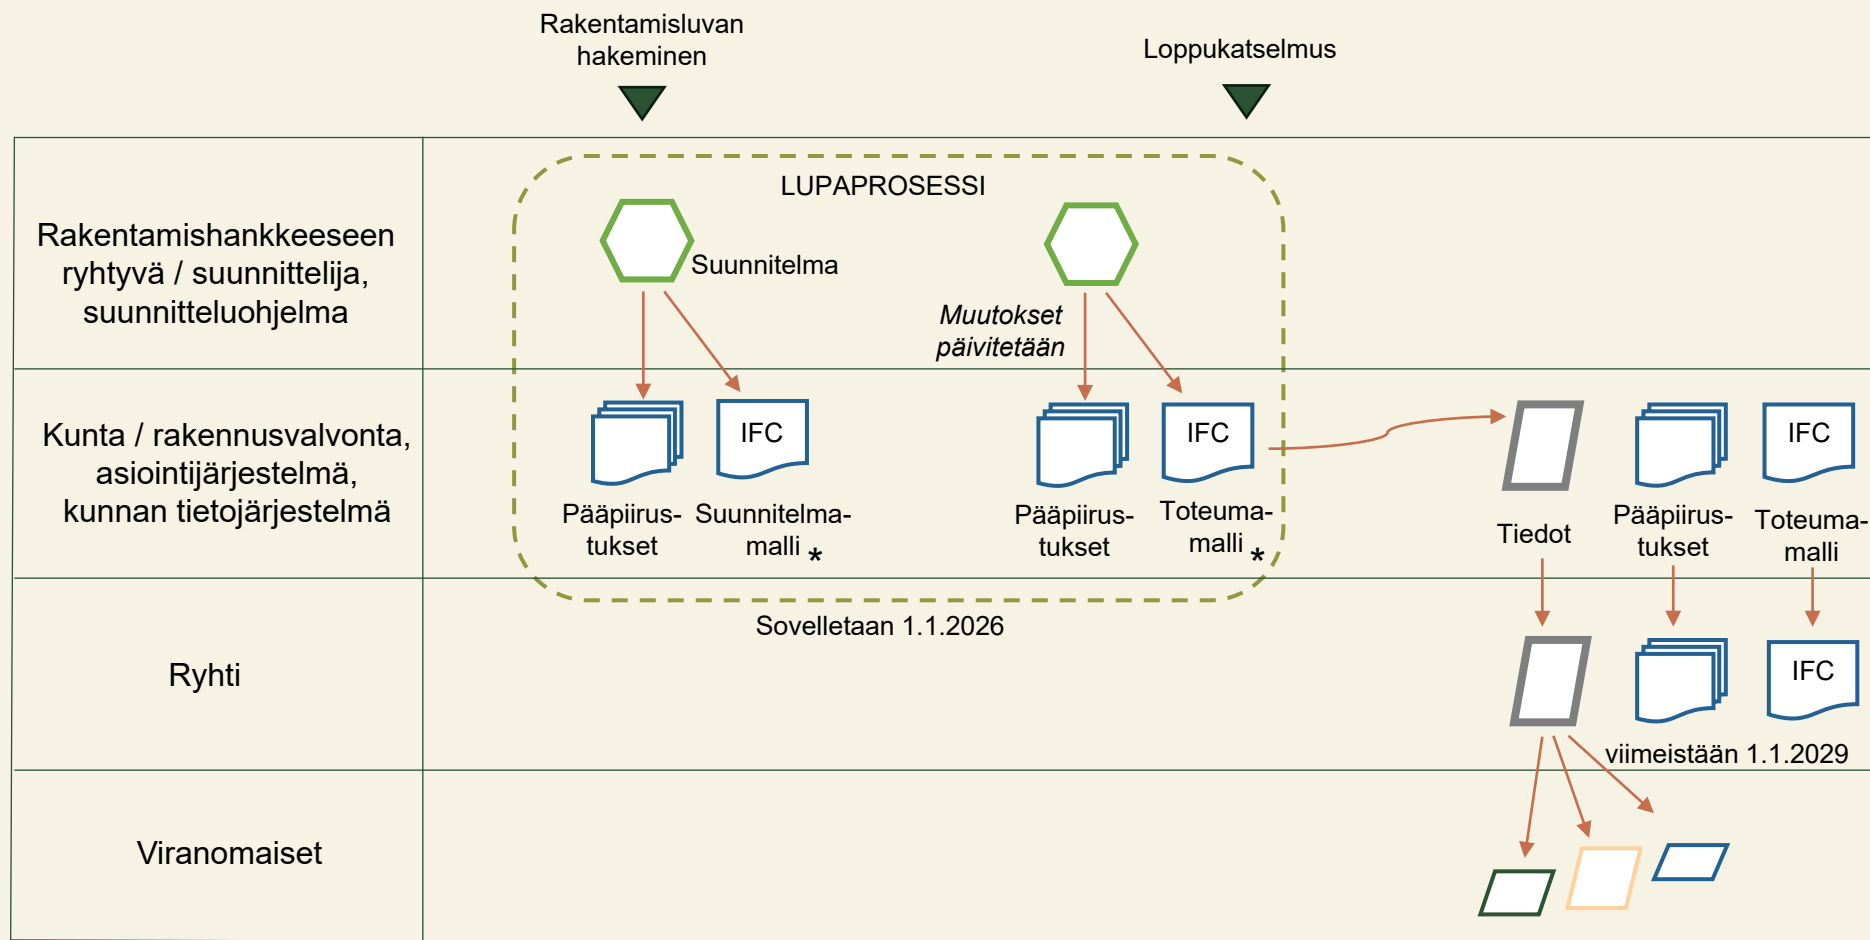 Rakentamisluvan
hakeminen
Loppukatselmus
LUPAPROSESSI
Rakentamishankkeeseen
ryhtyvä / suunnittelija,
suunnitteluohjelma
Suunnitelma
Muutokset
päivitetään
Kunta / rakennusvalvonta,
asiointijärjestelmä,
kunnan tietojärjestelmä
IFC
IFC
IFC
Pääpiirus-
tukset
Suunnitelma-
malli *
Pääpiirus-
tukset
Toteuma-
malli *
Tiedot
Pääpiirus-
tukset
Toteuma-
malli
Sovelletaan 1.1.2026
Ryhti
IFC
viimeistään 1.1.2029
Viranomaiset